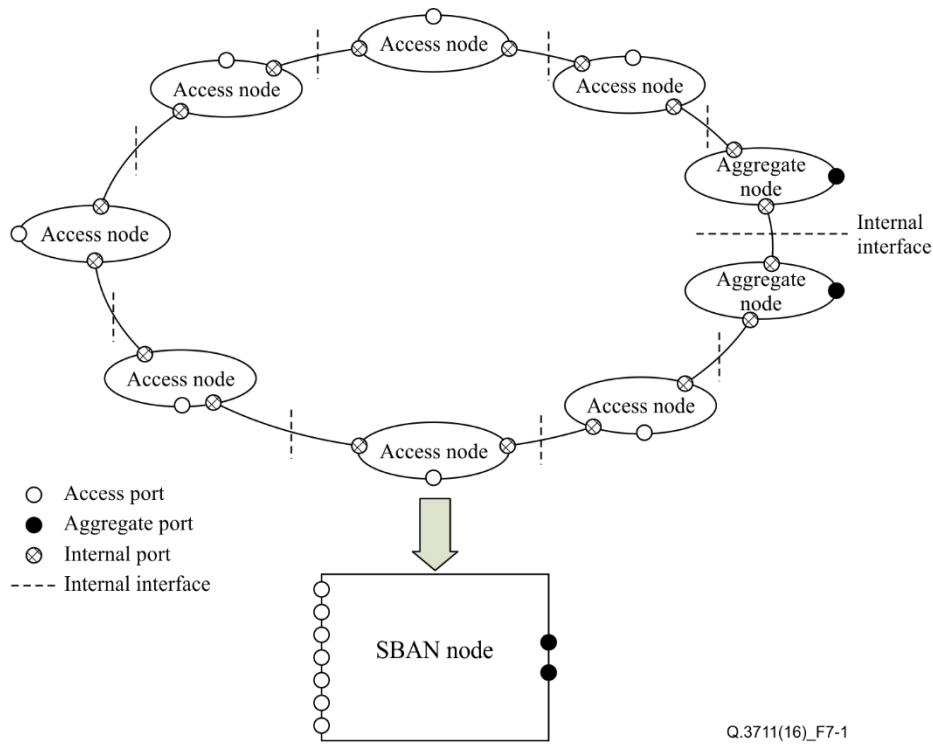 Access node
Access node
Access node
Aggregate
node
Access node
Internal
interface
Aggregate
node
Access node
Access node
Access node
Access port
Aggregate port
Internal port
Internal interface
SBAN node
Q.3711(16)_F7-1